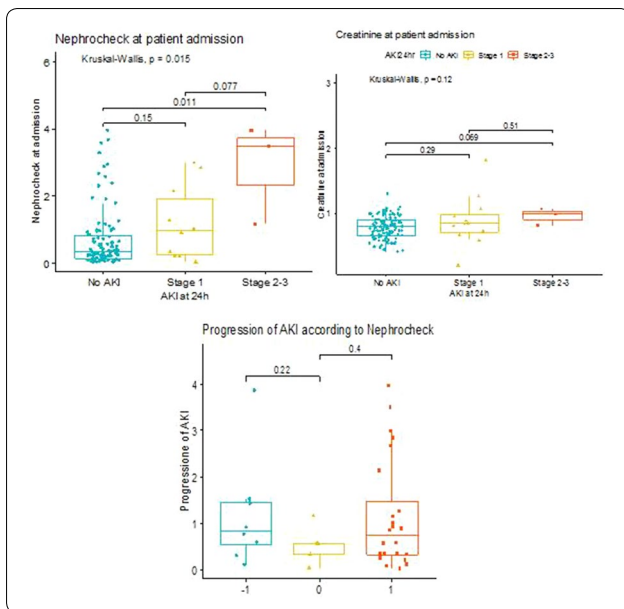 Nephrocheck at patient admission
Kruskal-Wallis, p = 0.015
0.077
0.011
0.15
Nephrocheck at admission
6
4
2
0
No AKI
Stage 1
Stage 2-3
AKI at 24h
Creatinine at patient admission
AKI24hr No AKI Stage 1 Stage 2-3
Kruskal-Wallis, p = 0.12
0.51
0.069
0.29
Creatinine at admission
3
2
1
No AKI
Stage 1
Stage 2-3
AKI at 24h
Progression of AKI according to Nephrocheck
0.4
0.22
Progressione of AKI
4
3
2
1
0
-1
0
1